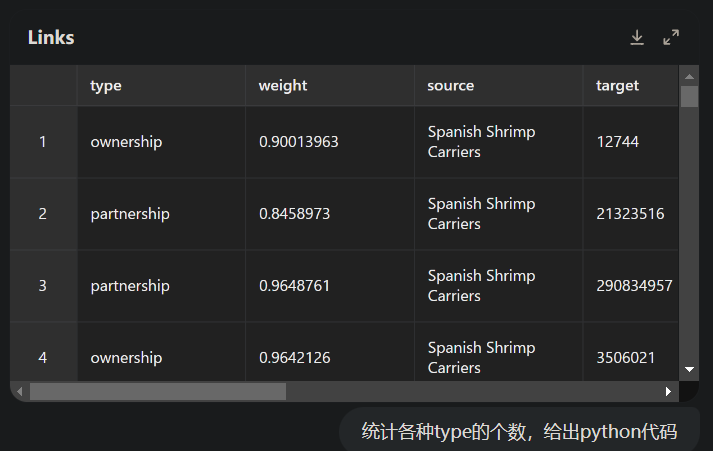 Links
type weight source target
1 ownership 0.90013963 Spanish Shrimp Carriers 12744
2 partnership 0.8458973 Spanish Shrimp Carriers 21323516
3 partnership 0.9648761 Spanish Shrimp Carriers 290834957
4 ownership 0.9642126 Spanish Shrimp Carriers 3506021
统计各种type的个数，给出python代码